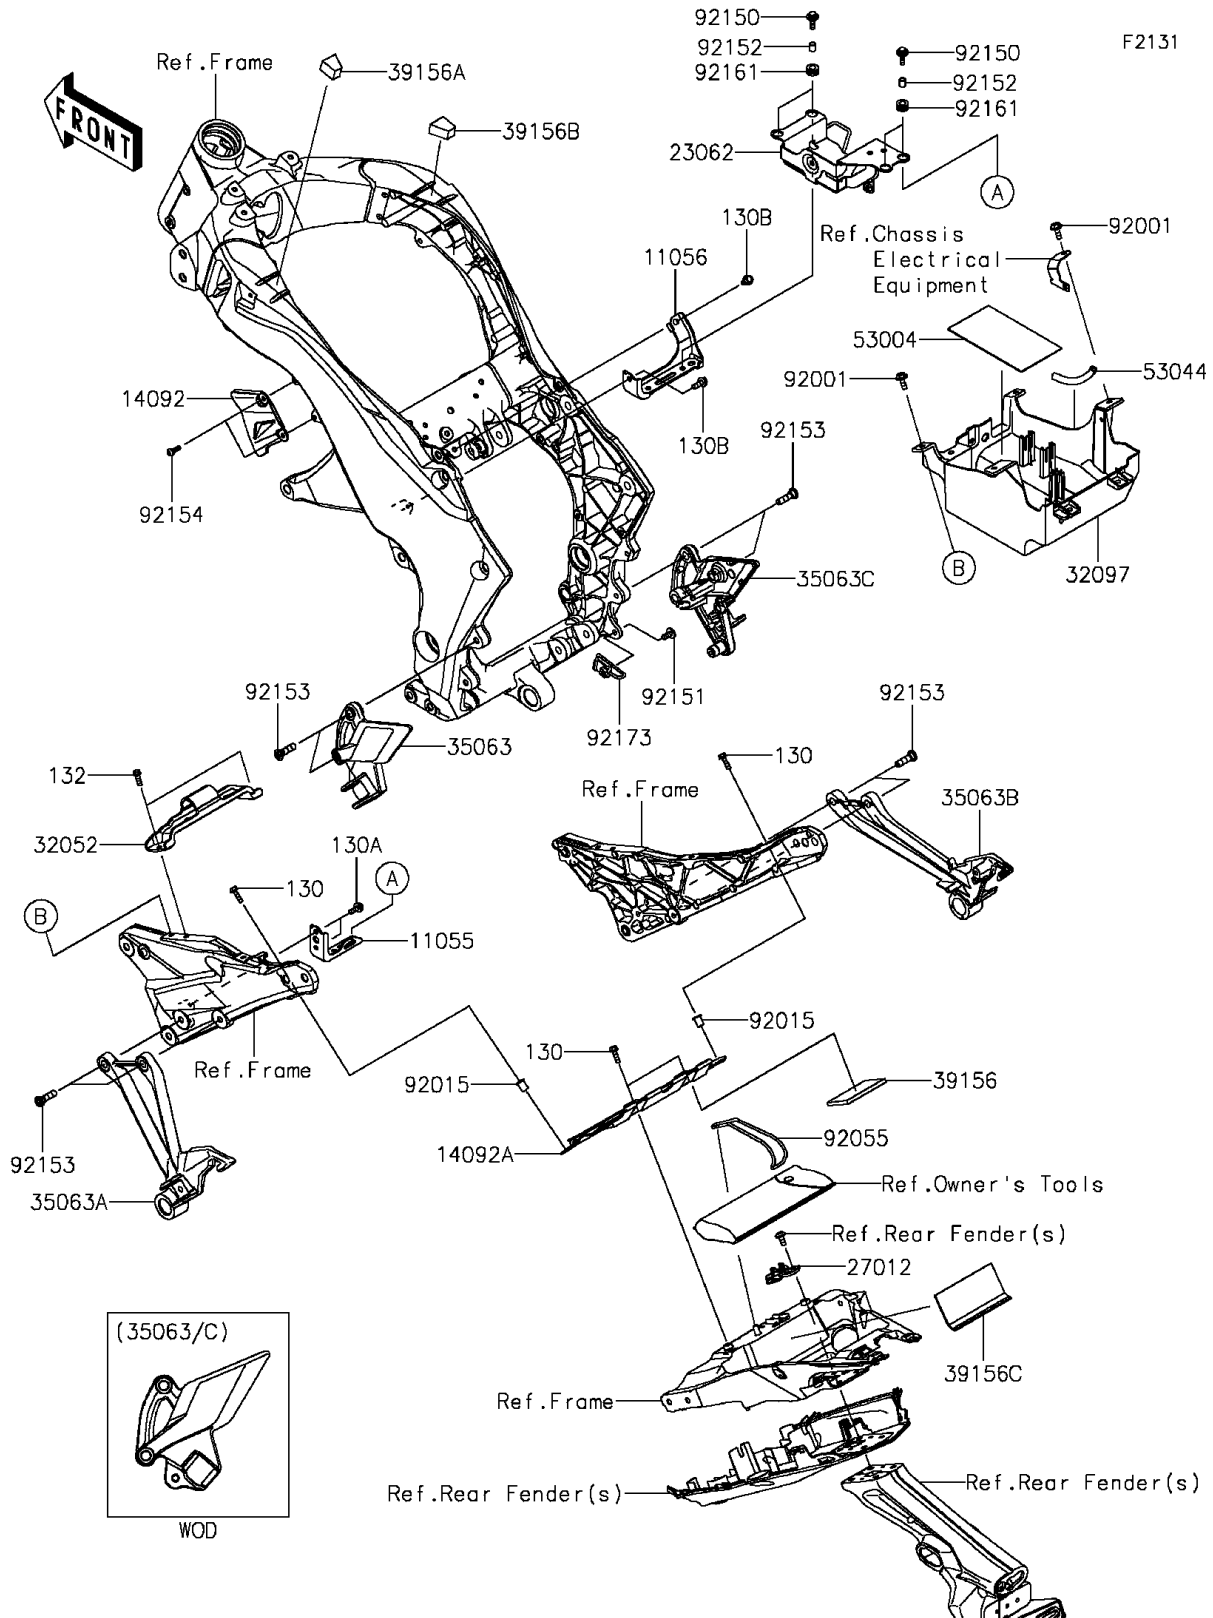 92150
F2131
Ref.Frame
92152
92150
39156A
92161
92152
FRONT
92161
39156B
23062
A
130B
92001
11056
Ref.Chassis
Electrical
Equipment
53004
53044
92001
14092
92153
130B
92154
35063C
B
32097
92153
92151
92153
35063
92173
130
132
Ref.Frame
35063B
32052
130A
130
A
B
11055
92015
130
Ref.Frame
92015
39156
92055
14092A
92153
Ref.Owner's Tools
35063A
Ref.Rear Fender(s)
27012
(35063/C)
39156C
Ref.Frame
Ref.Rear Fender(s)
Ref.Rear Fender(s)
WOD